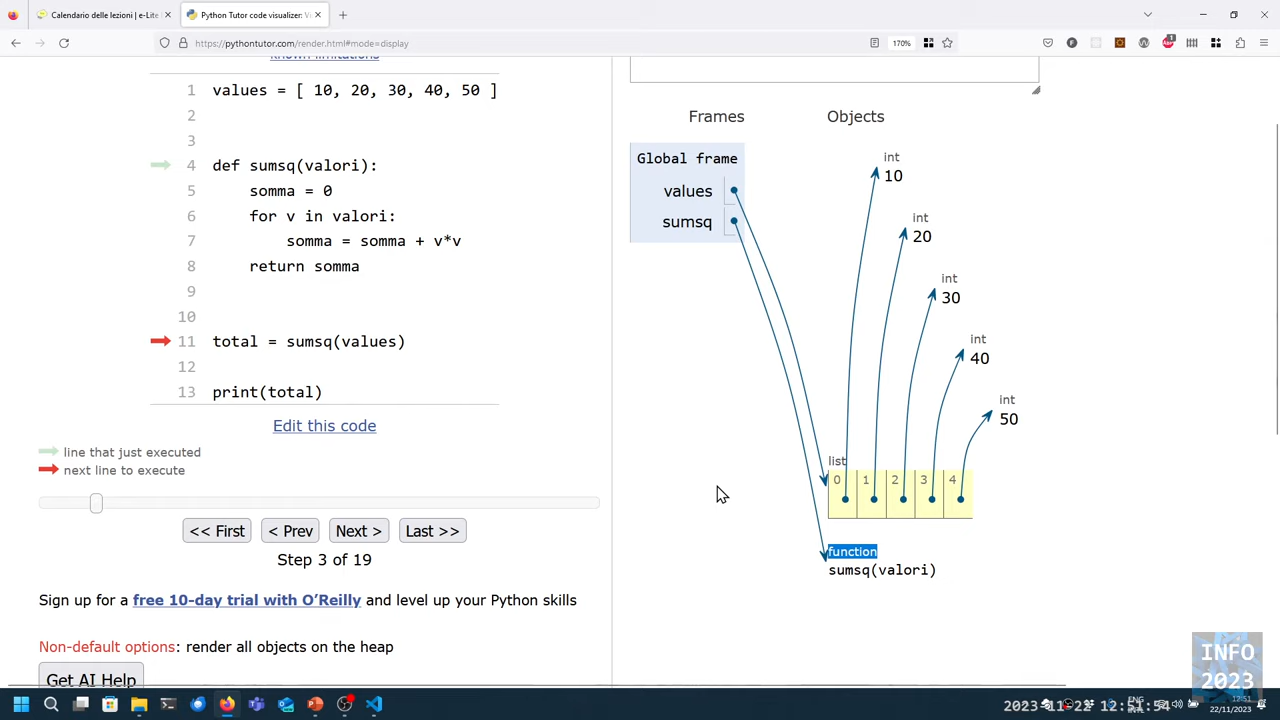 Calendario delle lezioni | e-Lite
Python Tutor code visualizer: Vi
https://pythontutor.com/render.html#mode=display
170%
known limitations
1 values = [ 10, 20, 30, 40, 50 ]
2
3
4 def sumsq(valori):
5 somma = 0
6 for v in valori:
7 somma = somma + v*v
8 return somma
9
10
11 total = sumsq(values)
12
13 print(total)
Edit this code
line that just executed
next line to execute
<< First < Prev Next > Last >>
Step 3 of 19
Sign up for a free 10-day trial with O’Reilly and level up your Python skills
Non-default options: render all objects on the heap
Get AI Help
Frames Objects
Global frame
values
sumsq
int
10
int
20
int
30
int
40
int
50
list
0 1 2 3 4
function
sumsq(valori)
INFO
2023
ENG
12:51
22/11/2023